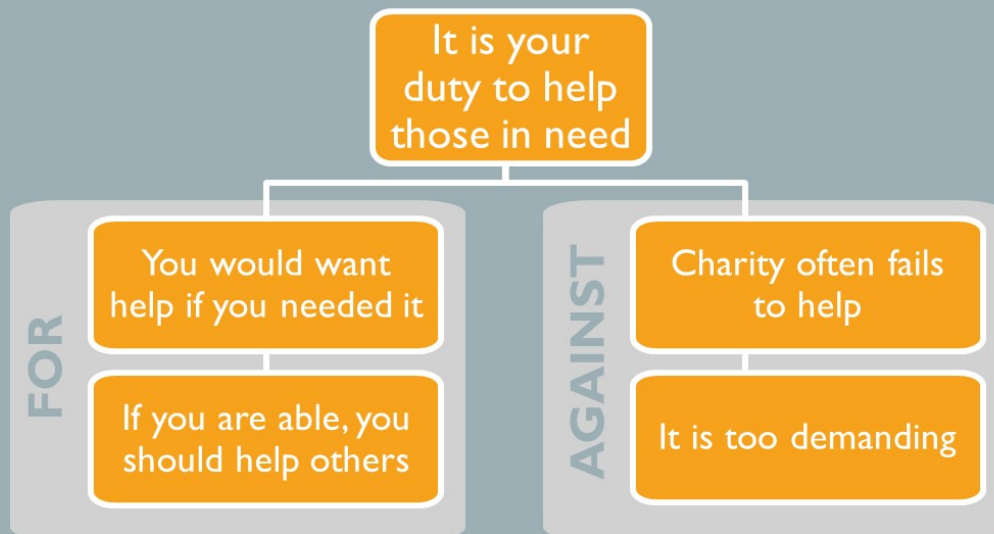 It is your
duty to help
those in need
FOR
You would want
help if you needed it
If you are able, you
should help others
AGAINST
Charity often fails
to help
It is too demanding